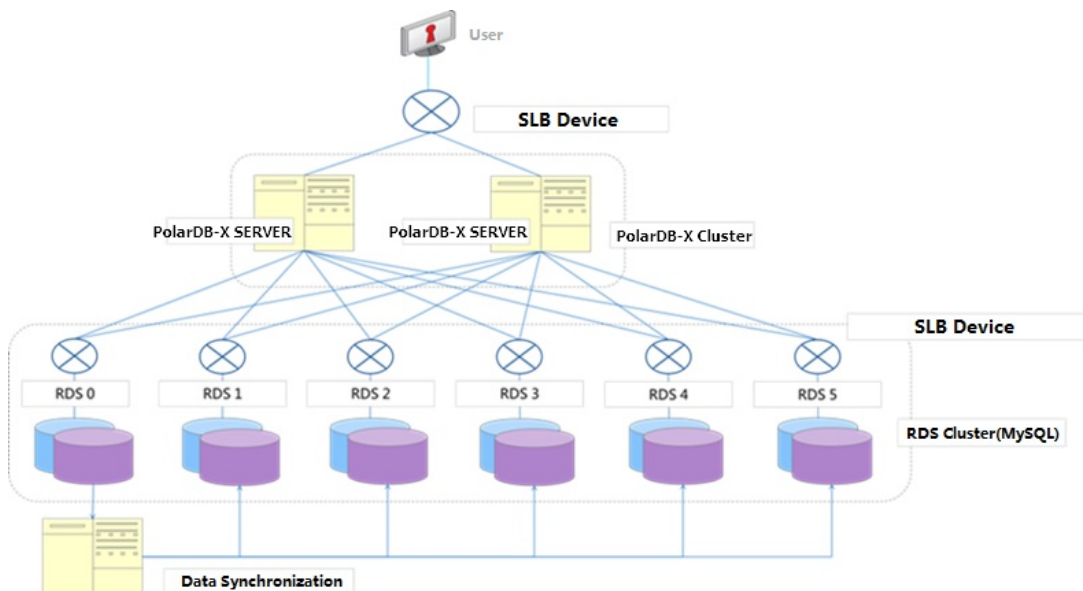 User
SLB Device
PolarDB-X SERVER
PolarDB-X SERVER
PolarDB-X Cluster
SLB Device
RDS 0
RDS 1
RDS 2
RDS 3
RDS 4
RDS 5
RDS Cluster(MySQL)
Data Synchronization